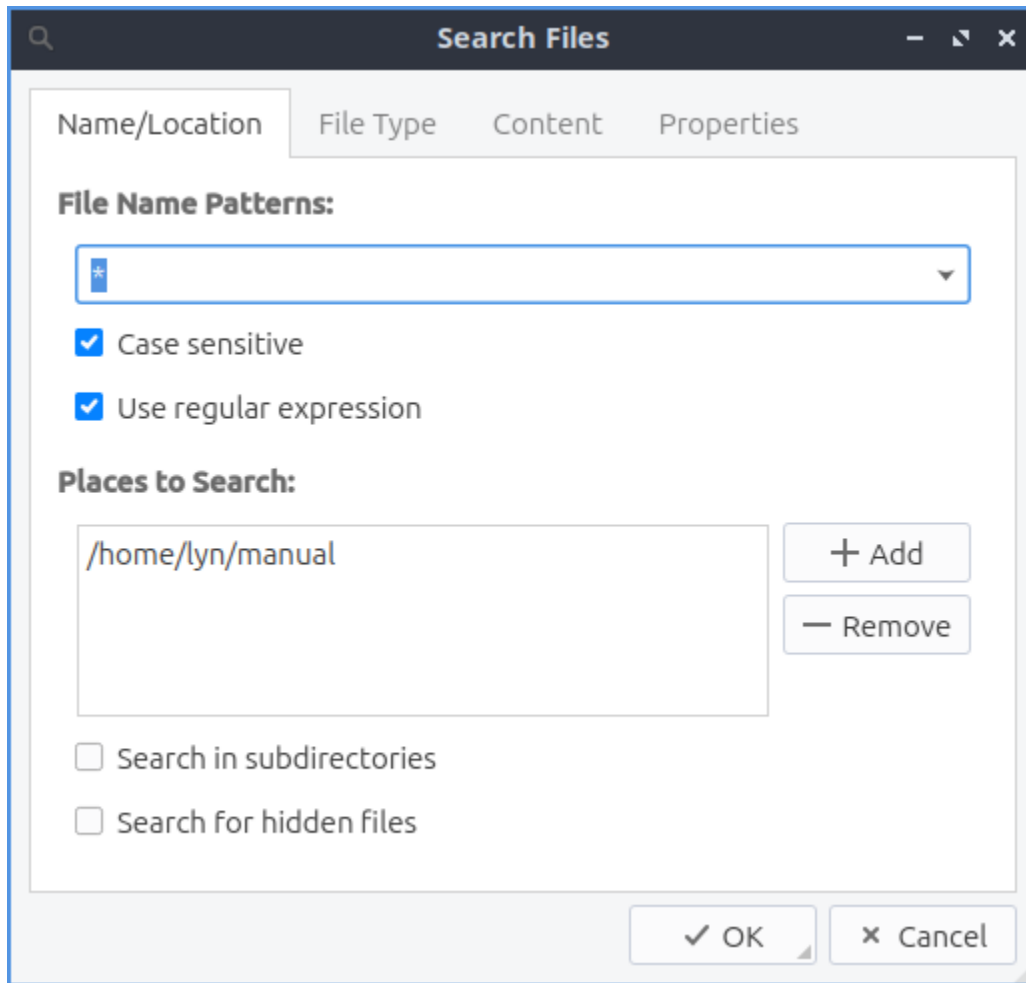 Search Files
Name/Location File Type Content Properties
File Name Patterns:
*
Case sensitive
Use regular expression
Places to Search:
/home/lyn/manual
+ Add
− Remove
Search in subdirectories
Search for hidden files
OK Cancel